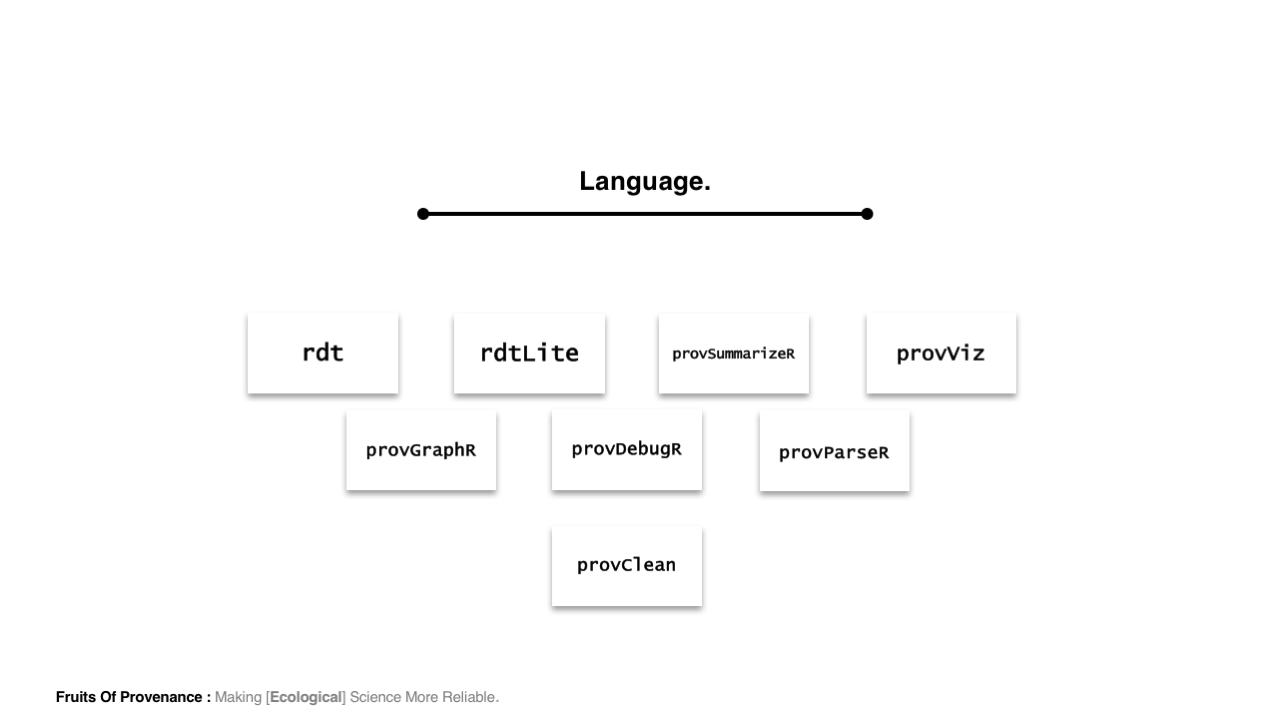 Language.
rdt
rdtLite
provSummarizeR
provViz
provGraphR
provDebugR
provParseR
provClean
Fruits Of Provenance : Making [Ecological] Science More Reliable.